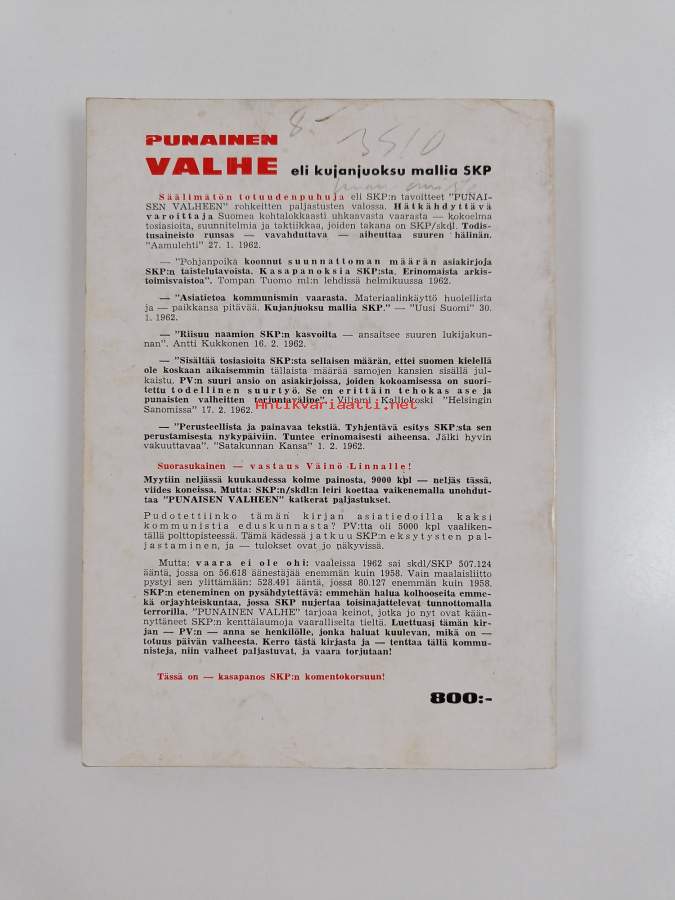 8.-
3510
PUNAINEN
VALHE eli kujanjuoksu mallia SKP
Säälimätön totuudenpuhuja eli SKP:n tavoitteet "PUNAI-
SEN VALHEEN" rohkeitten paljastusten valossa. Hätkähdyttävä
varoittaja Suomea kohtalokkaasti uhkaavasta vaarasta — kokoelma
tosiasioita, suunnitelmia ja taktiikkaa, joiden takana on SKP/skdl. Todis-
tusaineisto runsas — vavahduttava — aiheuttaa suuren hälinän.
"Aamulehti" 27. 1. 1962.
— "Pohjanpoika koonnut suunnattoman määrän asiakirjoja
SKP:n taistelutavoista. Kasapanoksia SKP:sta. Erinomaista arkis-
toimisvaistoa". Tompan Tuomo ml:n lehdissä helmikuussa 1962.
— "Asiatietoa kommunismin vaarasta. Materiaalinkäyttö huolellista
ja — paikkansa pitävää. Kujanjuoksu mallia SKP." — "Uusi Suomi" 30.
1. 1962.
— "Riisuu naamion SKP:n kasvoilta — ansaitsee suuren lukijakun-
nan". Antti Kukkonen 16. 2. 1962.
— "Sisältää tosiasioita SKP:sta sellaisen määrän, ettei suomen kielellä
ole koskaan aikaisemmin tällaista määrää samojen kansien sisällä jul-
kaistu. PV:n suuri ansio on asiakirjoissa, joiden kokoamisessa on suori-
tettu todellinen suurtyö. Se on erittäin tehokas ase ja
punaisten valheitten torjuntaväline". Viljami Kalliokoski "Helsingin
Sanomissa" 17. 2. 1962.
Antikvariaatti.net
— "Perusteellista ja painavaa tekstiä. Tyhjentävä esitys SKP:sta sen
perustamisesta nykypäiviin. Tuntee erinomaisesti aiheensa. Jälki hyvin
vakuuttavaa". "Satakunnan Kansa" 1. 2. 1962.
Suorasukainen — vastaus Väinö Linnalle!
Myytiin neljässä kuukaudessa kolme painosta, 9000 kpl — neljäs tässä,
viides koneissa. Mutta: SKP:n/skdl:n leiri koettaa vaikenemalla unohdut-
taa "PUNAISEN VALHEEN" katkerat paljastukset.
Pudotettiinko tämän kirjan asiatiedoilla kaksi
kommunistia eduskunnasta? PV:tta oli 5000 kpl vaaliken-
tällä polttopisteessä. Tämä kädessä jatkuu SKP:n eksytysten pal-
jastaminen, ja — tulokset ovat jo näkyvissä.
Mutta: vaara ei ole ohi: vaaleissa 1962 sai skdl/SKP 507.124
ääntä, jossa on 56.618 äänestäjää enemmän kuin 1958. Vain maalaisliitto
pystyi sen ylittämään: 528.491 ääntä, jossa 80.127 enemmän kuin 1958.
SKP:n eteneminen on pysähdytettävä: emmehän halua kolhooseita emme-
kä orjayhteiskuntaa, jossa SKP nujertaa toisinajattelevat tunnottomalla
terrorilla. "PUNAINEN VALHE" tarjoaa keinot, jotka jo nyt ovat kään-
nyttäneet SKP:n kenttälaumoja vaaralliselta tieltä. Luettuasi tämän kir-
jan — PV:n — anna se henkilölle, jonka haluat kuulevan, mikä on —
totuus päivän valheesta. Kerro tästä kirjasta ja — tenttaa tällä kommu-
nisteja, niin valheet paljastuvat, ja vaara torjutaan!
Tässä on — kasapanos SKP:n komentokorsuun!
800:-